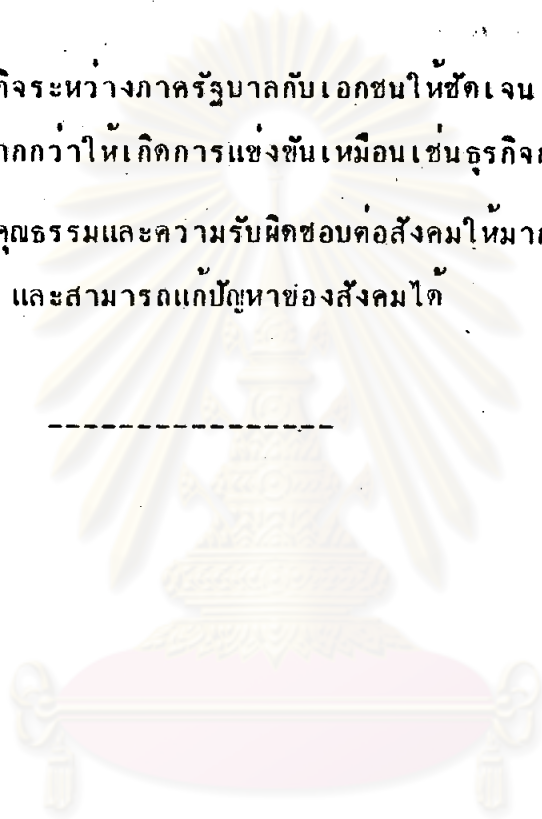 กิจระหว่างภาครัฐบาลกับเอกชนให้ชัดเจน
ากกว่าให้เกิดการแข่งขันเหมือนเช่นธุรกิจ
คุณธรรมและความรับผิดชอบต่อสังคมให้มา
และสามารถแก้ปัญหาของสังคมได้
----------------